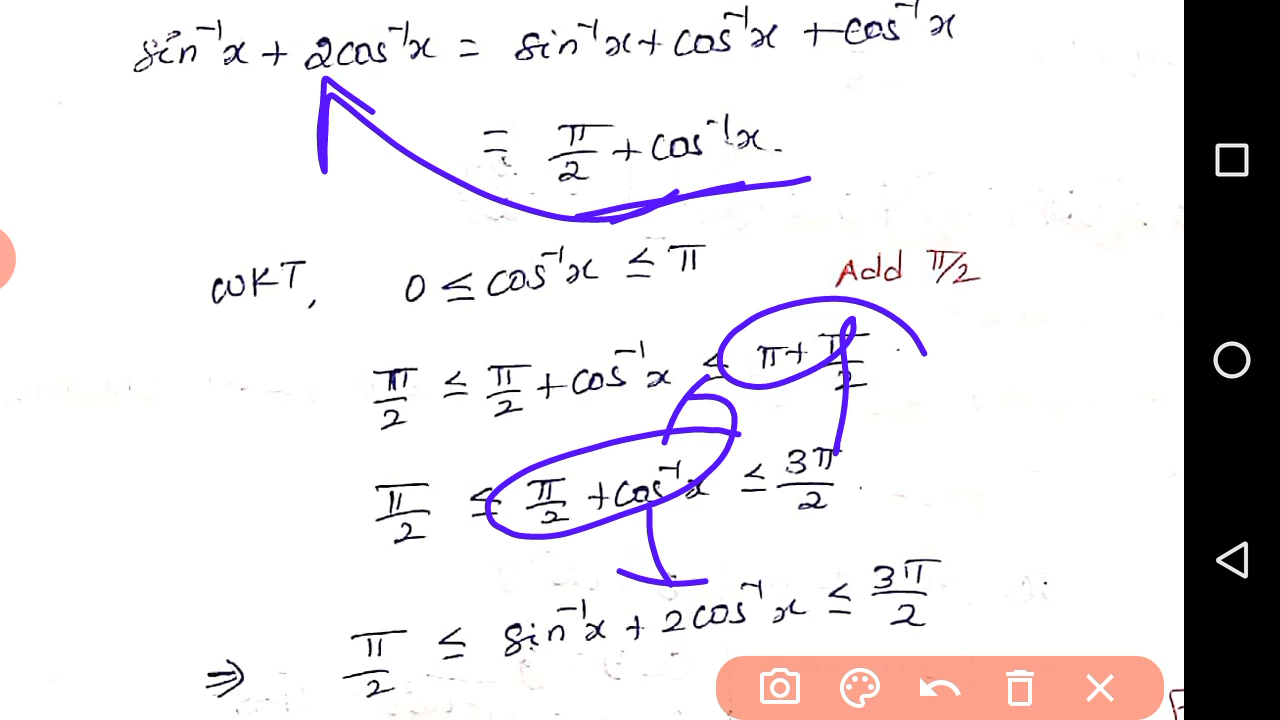 sin⁻¹x + 2cos⁻¹x = sin⁻¹x + cos⁻¹x + cos⁻¹x
= π/2 + cos⁻¹x.
WKT, 0 ≤ cos⁻¹x ≤ π
Add π/2
π/2 ≤ π/2 + cos⁻¹x ≤ π + π/2
π/2 ≤ π/2 + cos⁻¹x ≤ 3π/2.
⇒ π/2 ≤ sin⁻¹x + 2cos⁻¹x ≤ 3π/2